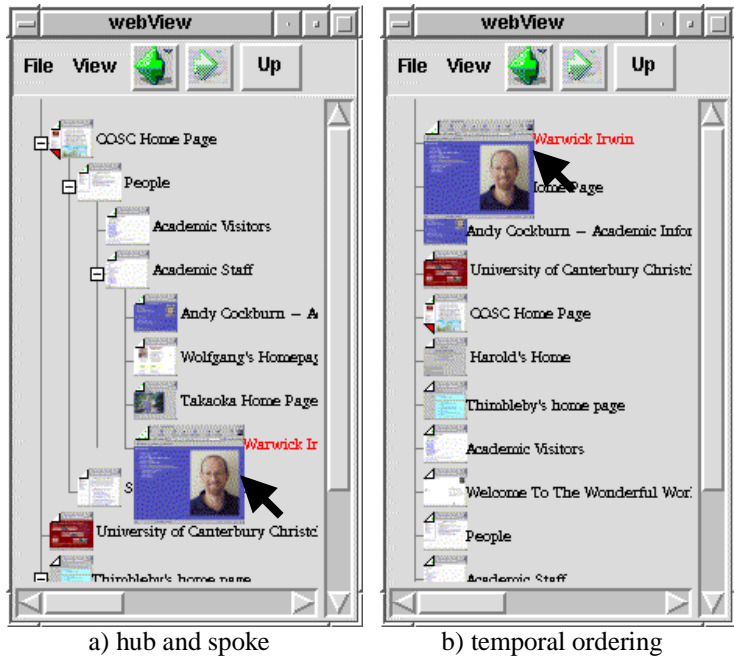 webView
File View Up
COSC Home Page
People
Academic Visitors
Academic Staff
Andy Cockburn – A
Wolfgang's Homepag
Takaoka Home Page
Warwick Ir
S
University of Canterbury Christc
Thimbleby's home page
a) hub and spoke
webView
File View Up
Warwick Irwin
Home Page
Andy Cockburn – Academic Infor
University of Canterbury Christc
COSC Home Page
Harold's Home
Thimbleby's home page
Academic Visitors
Welcome To The Wonderful Worl
People
Academic Staff
b) temporal ordering